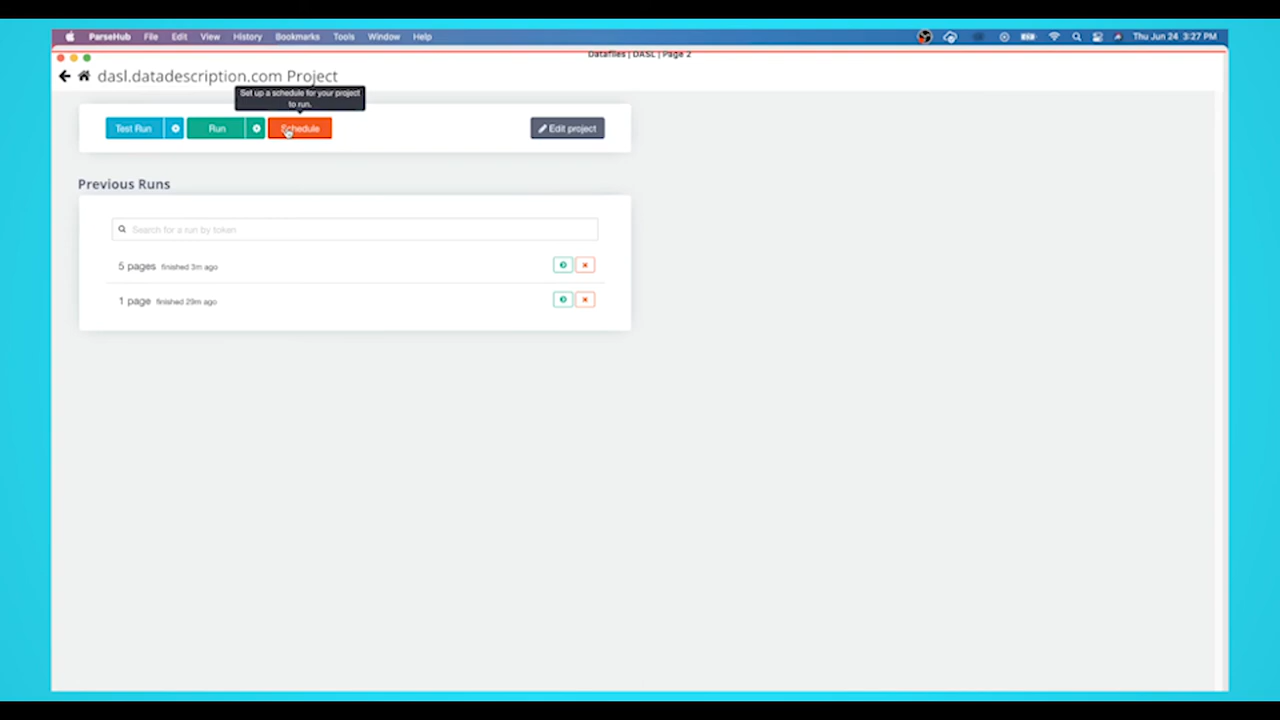 ParseHub File Edit View History Bookmarks Tools Window Help Thu Jun 24 3:27 PM
Datafiles | DASL | Page 2
dasl.datadescription.com Project
Set up a schedule for your project
to run.
Test Run Run Schedule Edit project
Previous Runs
Search for a run by token
5 pages finished 3m ago
1 page finished 29m ago